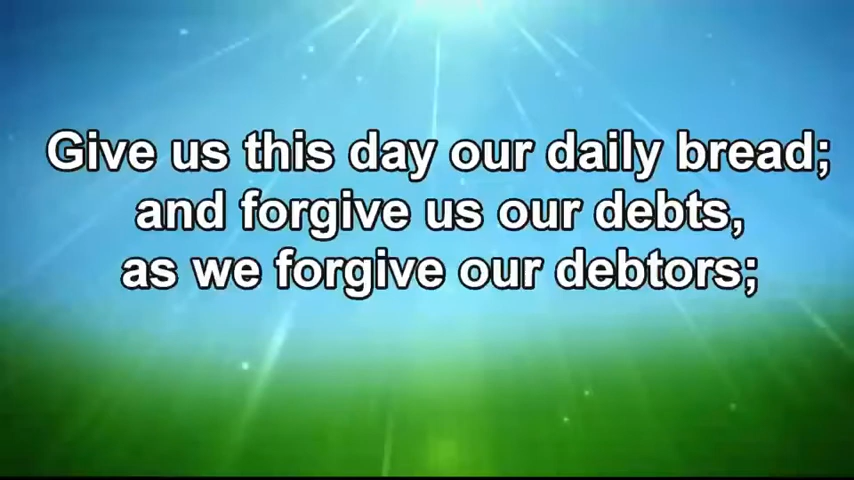 Give us this day our daily bread;
and forgive us our debts,
as we forgive our debtors;